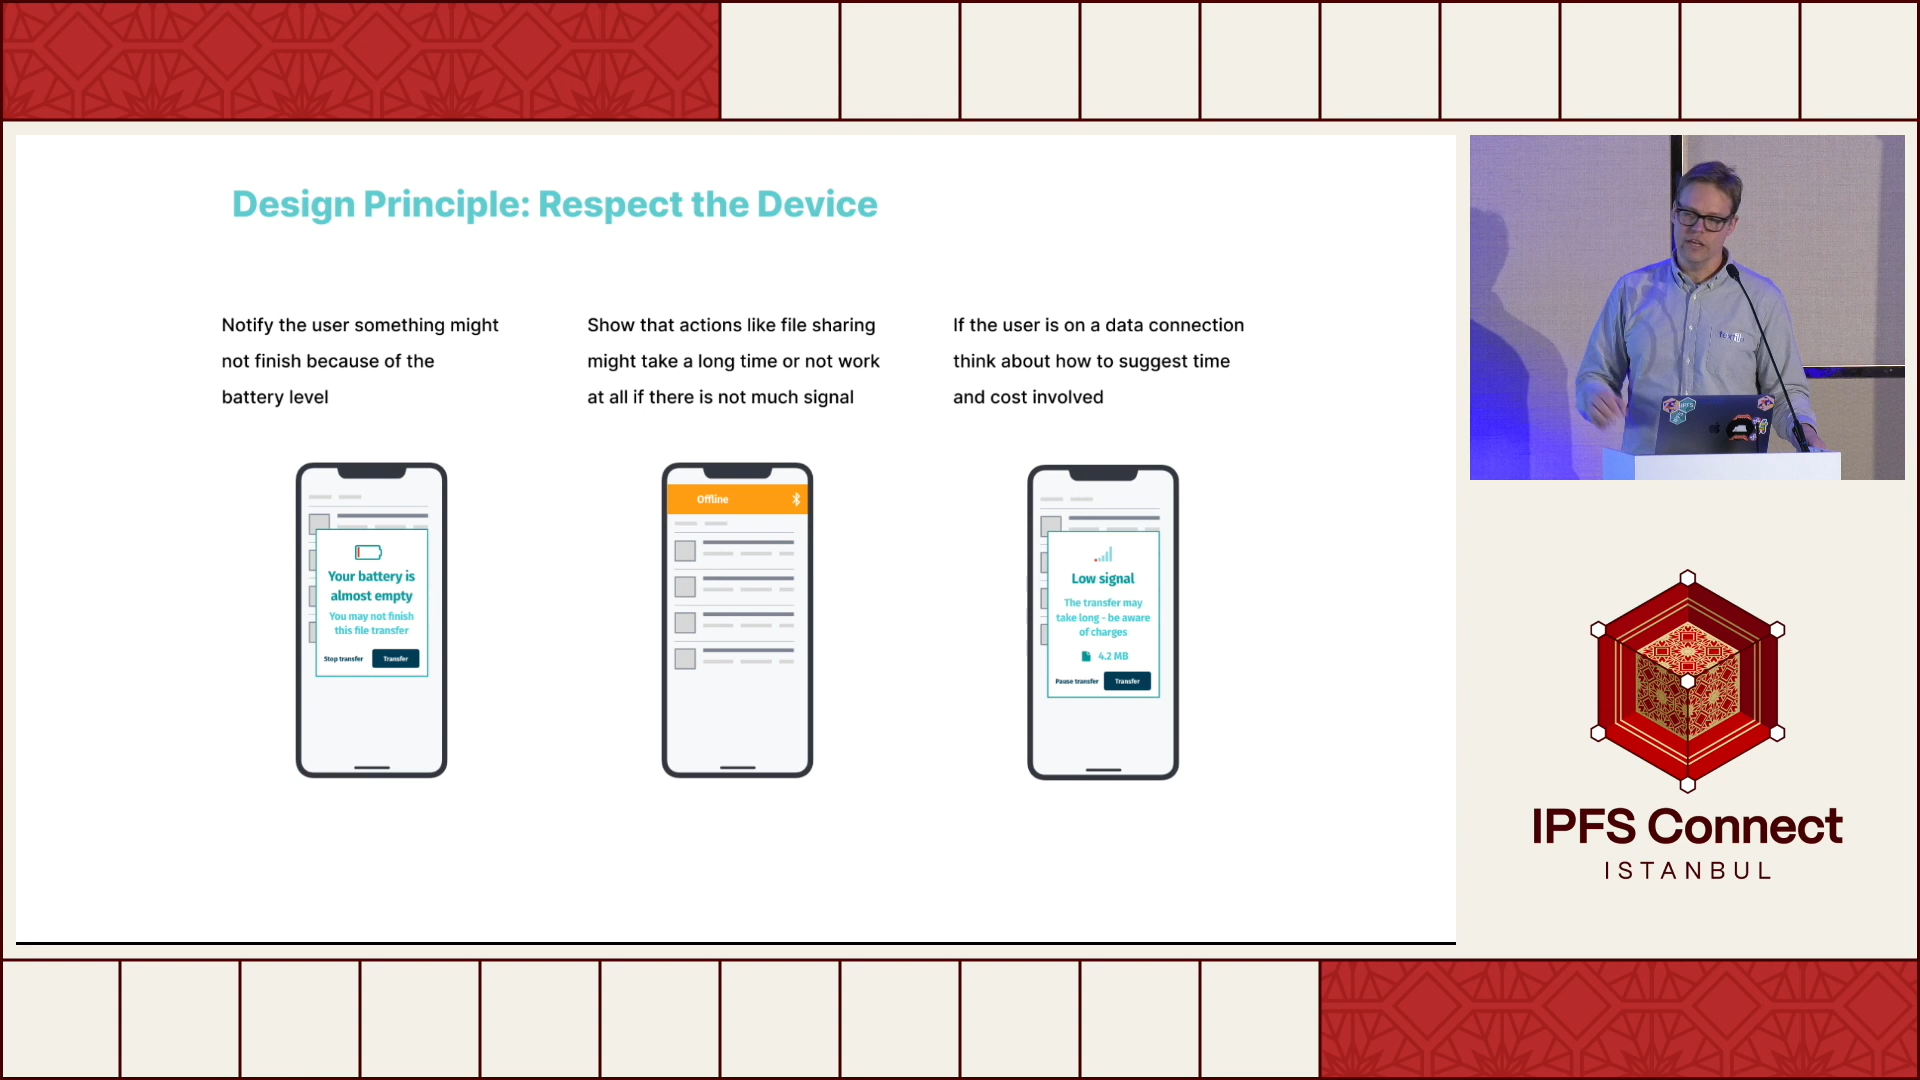 Design Principle: Respect the Device
Notify the user something might
not finish because of the
battery level
Show that actions like file sharing
might take a long time or not work
at all if there is not much signal
If the user is on a data connection
think about how to suggest time
and cost involved
Your battery is
almost empty
You may not finish
this file transfer
Stop transfer
Transfer
Offline
Low signal
The transfer may
take long - be aware
of charges
4.2 MB
Pause transfer
Transfer
IPFS
IPFS Connect
ISTANBUL